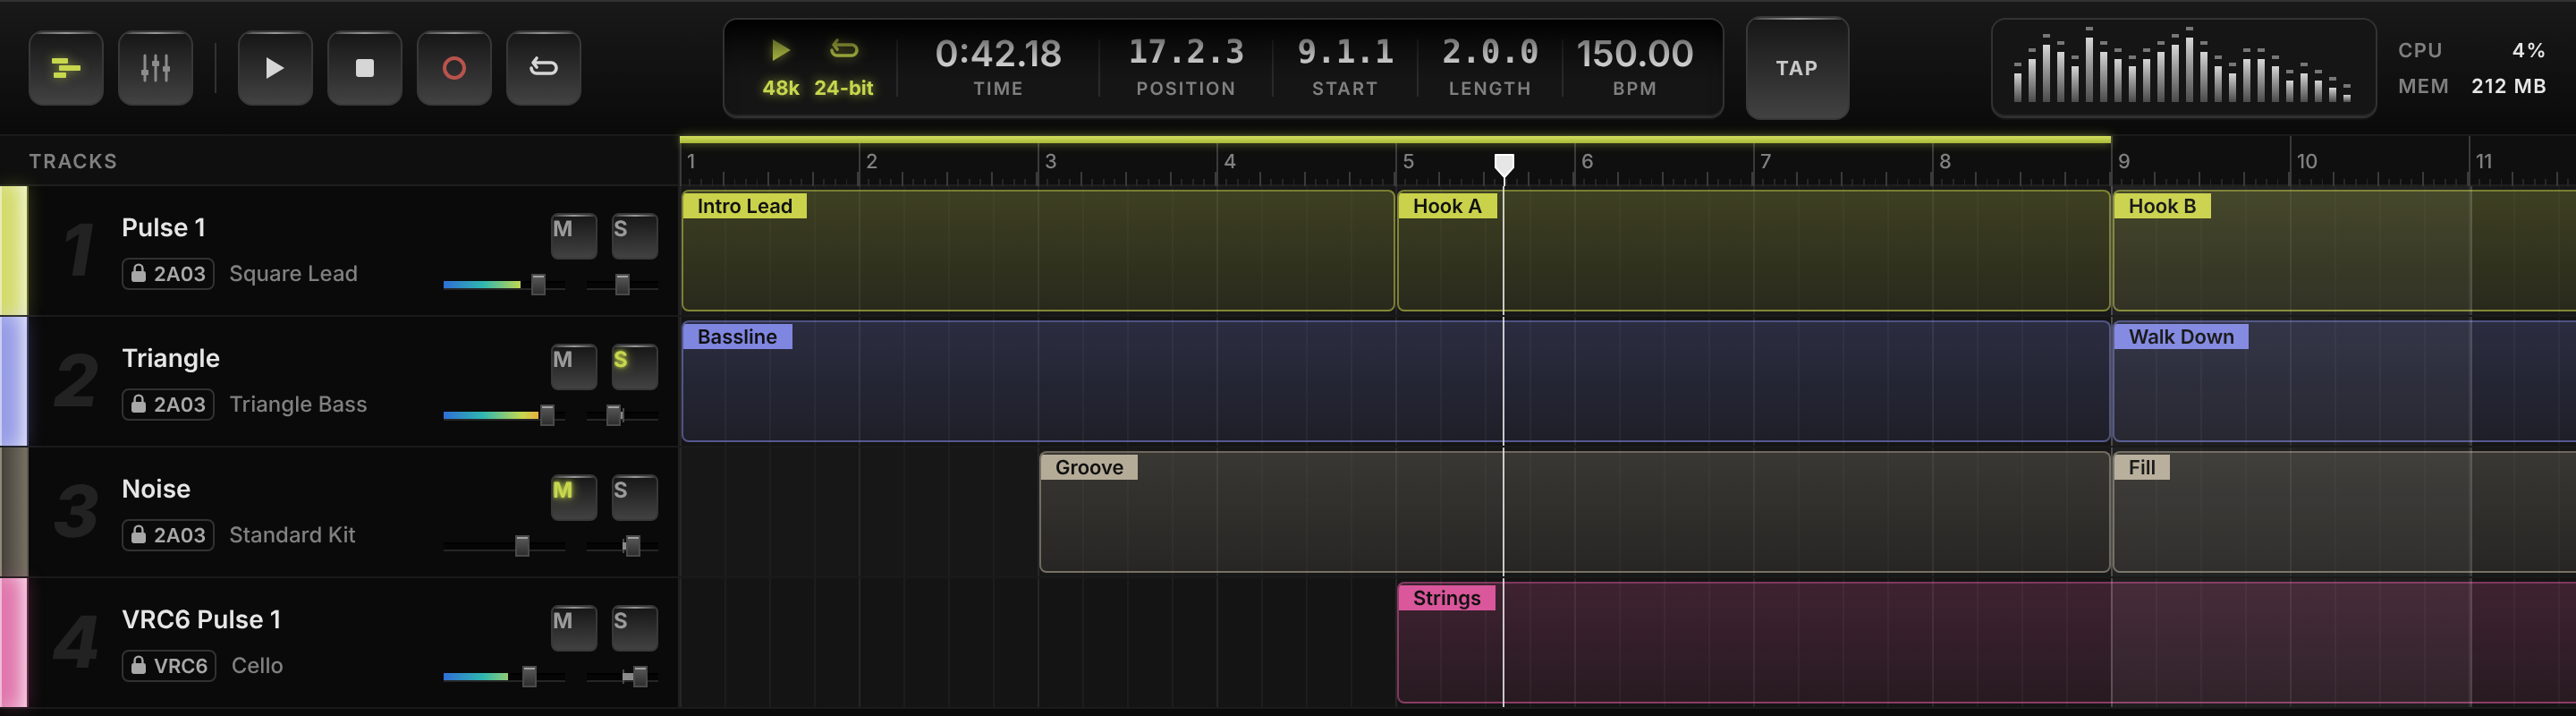 0:42.18 17.2.3 9.1.1 2.0.0 150.00
48k 24-bit TIME POSITION START LENGTH BPM
TAP
CPU 4%
MEM 212 MB
TRACKS
1 2 3 4 5 6 7 8 9 10 11
1 Pulse 1 M S
2A03 Square Lead
Intro Lead Hook A Hook B
2 Triangle M S
2A03 Triangle Bass
Bassline Walk Down
3 Noise M S
2A03 Standard Kit
Groove Fill
4 VRC6 Pulse 1 M S
VRC6 Cello
Strings